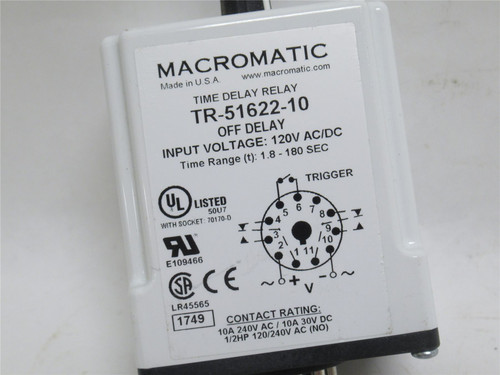 MACROMATIC
Made in U.S.A. www.macromatic.com
TIME DELAY RELAY
TR-51622-10
OFF DELAY
INPUT VOLTAGE: 120V AC/DC
Time Range (t): 1.8 - 180 SEC
UL LISTED
50U7
WITH SOCKET: 70170-D
E109466
SA CE
LR45565
1749
TRIGGER
5 6 7
4 8
3 9
2 10
1 11
~ + V - ~
CONTACT RATING:
10A 240V AC / 10A 30V DC
1/2HP 120/240V AC (NO)